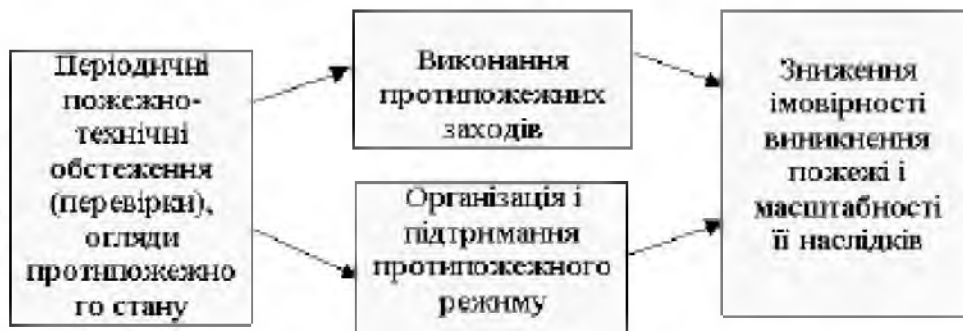 Періодичні
пожежно-
технічні
обстеження
(перевірки),
огляди
протипожежно
го стану
Виконання
протипожежних
заходів
Організація і
підтримання
протипожежного
режиму
Зниження
імовірності
виникнення
пожежі і
масштабності
її наслідків